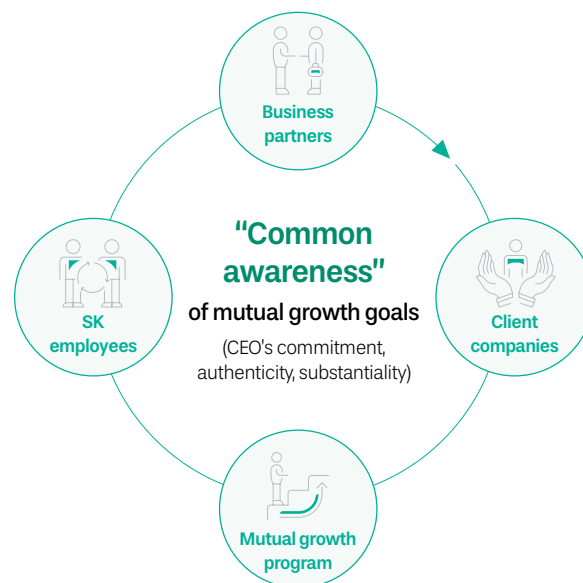 Business
partners
"Common
awareness"
of mutual growth goals
(CEO's commitment,
authenticity, substantiality)
SK
employees
Client
companies
Mutual growth
program